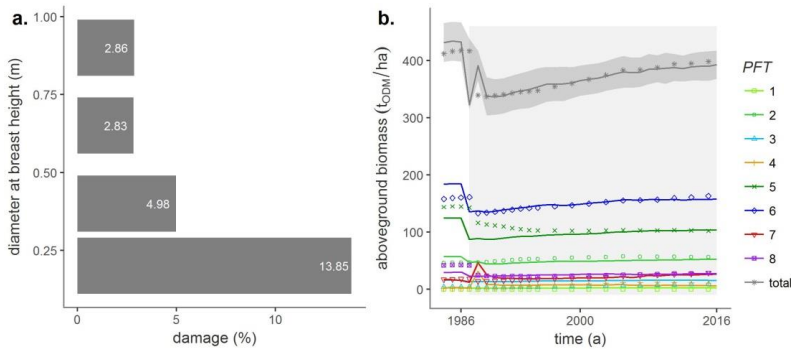 a.
diameter at breast height (m)
1.00
0.75
0.50
0.25
2.86
2.83
4.98
13.85
0 5 10
damage (%)
b.
aboveground biomass (tODM/ha)
400
300
200
100
0
1986 2000 2016
time (a)
PFT
1
2
3
4
5
6
7
8
total